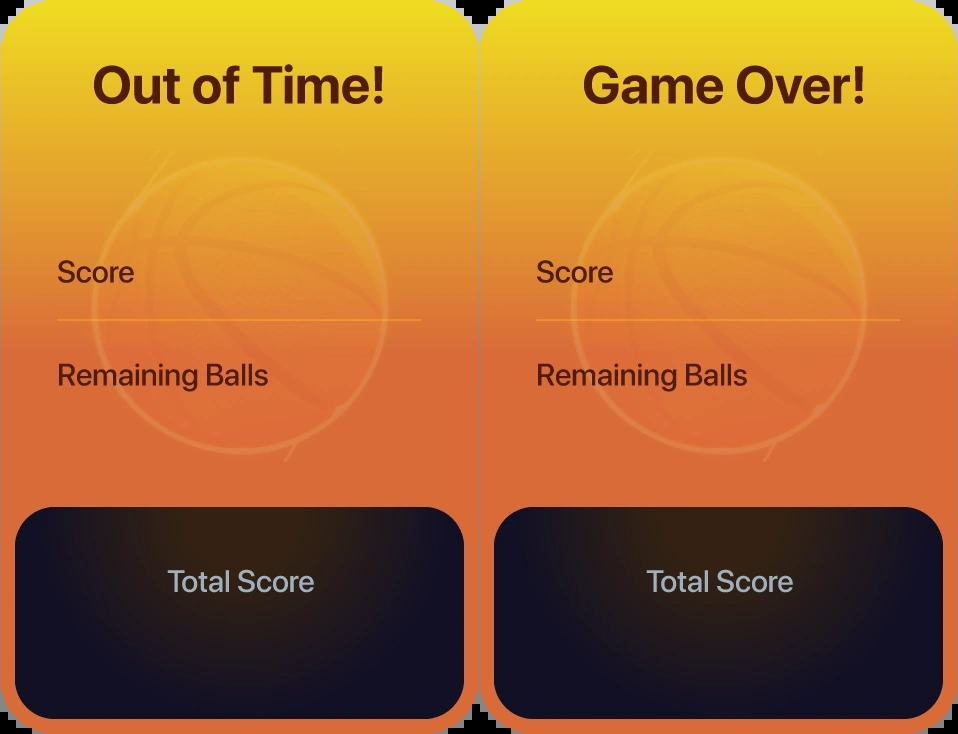 Out of Time!
Score
Remaining Balls
Total Score
Game Over!
Score
Remaining Balls
Total Score